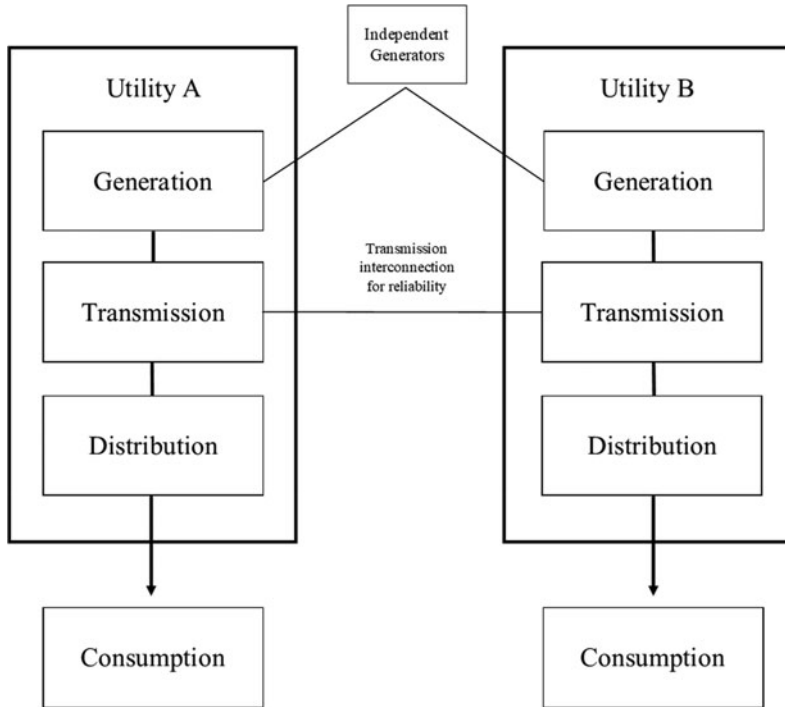 Independent
Generators
Utility A
Utility B
Generation
Generation
Transmission
interconnection
for reliability
Transmission
Transmission
Distribution
Distribution
Consumption
Consumption